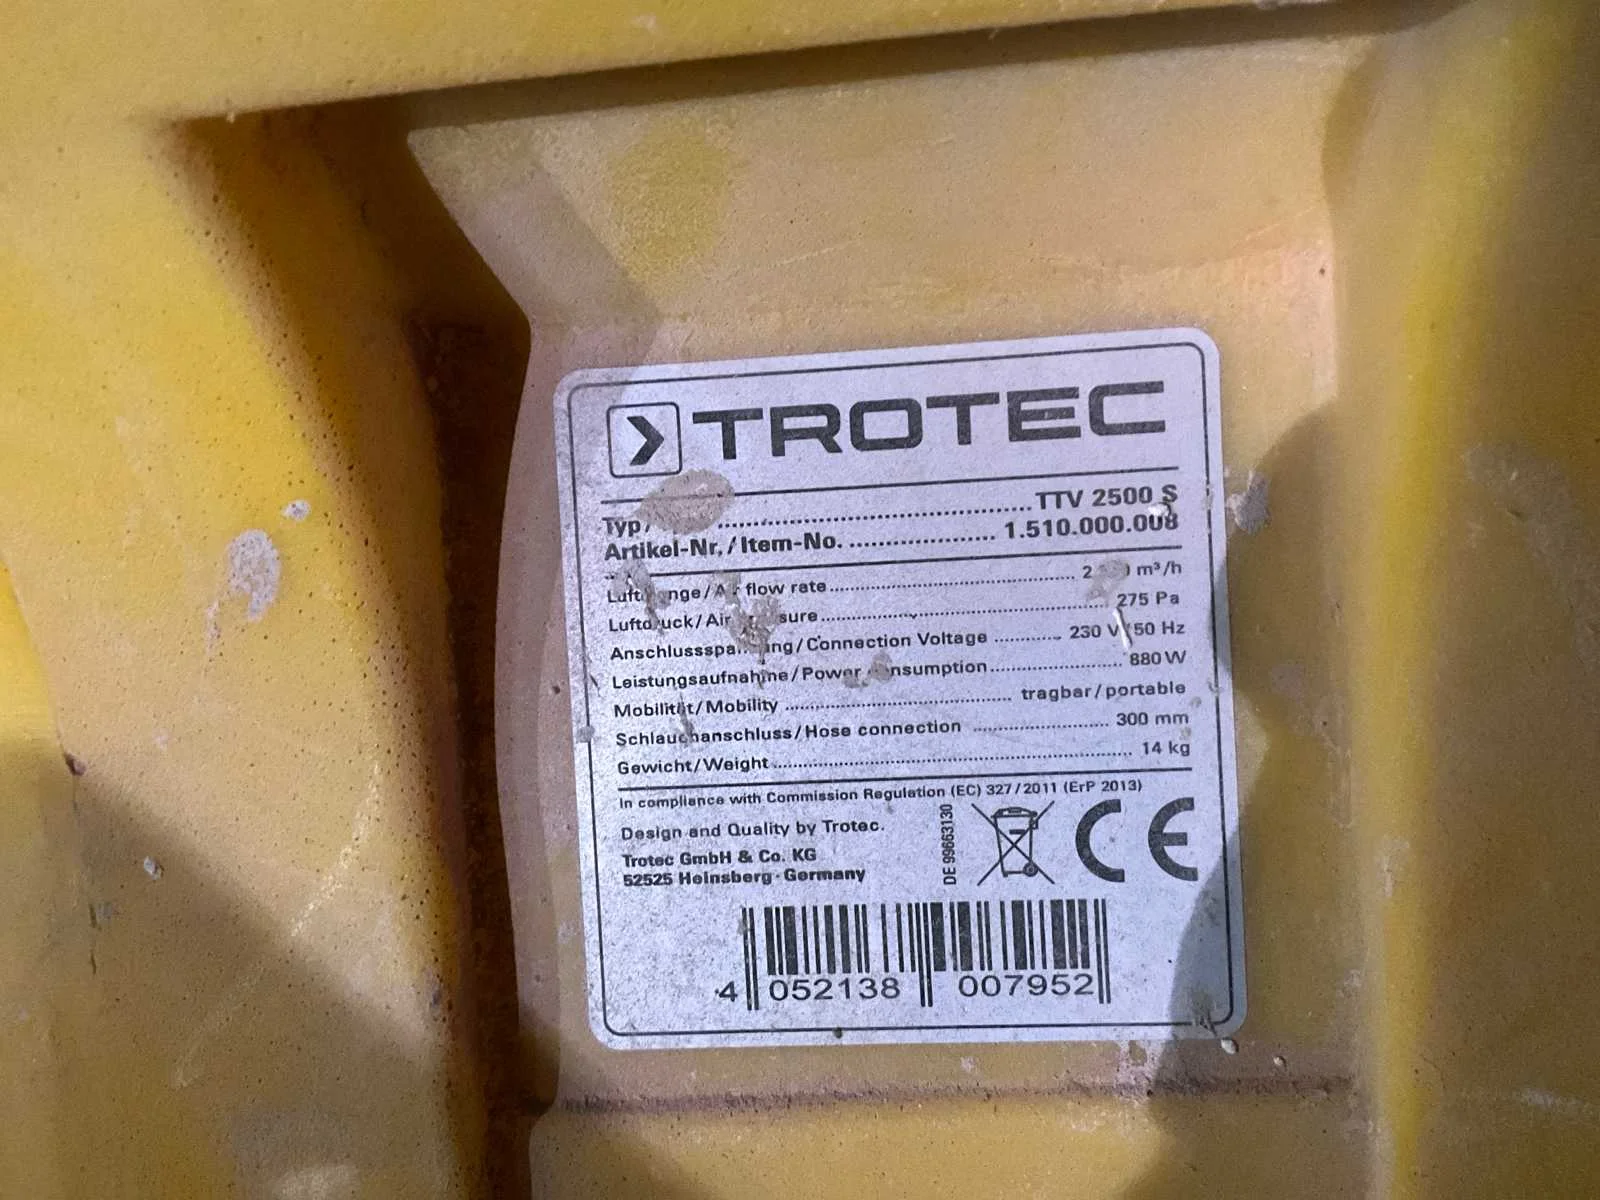 TROTEC
Typ/ ........ TTV 2500 S
Artikel-Nr./Item-No. ........ 1.510.000.008
flow rate ........ m³/h
........ 275 Pa
/Connection Voltage ........ 230 V/50 Hz
Leistungsaufnahme/Power ........ 880 W
Mobilität/Mobility ........ tragbar/portable
Schlauchanschluss/Hose connection ........ 300 mm
Gewicht/Weight ........ 14 kg
In compliance with Commission Regulation (EC) 327/2011 (ErP 2013)
Design and Quality by Trotec.
Trotec GmbH & Co. KG
52525 Heinsberg · Germany
DE 99663130
CE
4 052138 007952